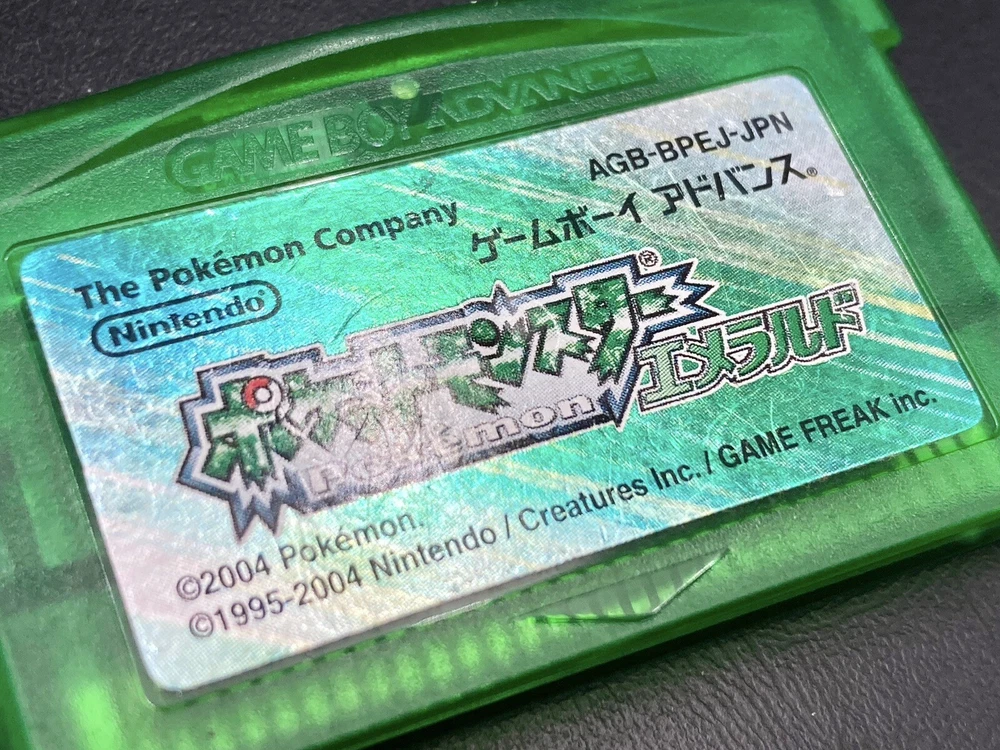 GAME BOY ADVANCE
AGB-BPEJ-JPN
The Pokémon Company
ゲームボーイ アドバンス®
Nintendo®
ポケットモンスター®
Pokémon
エメラルド
©2004 Pokémon.
©1995-2004 Nintendo / Creatures Inc. / GAME FREAK inc.